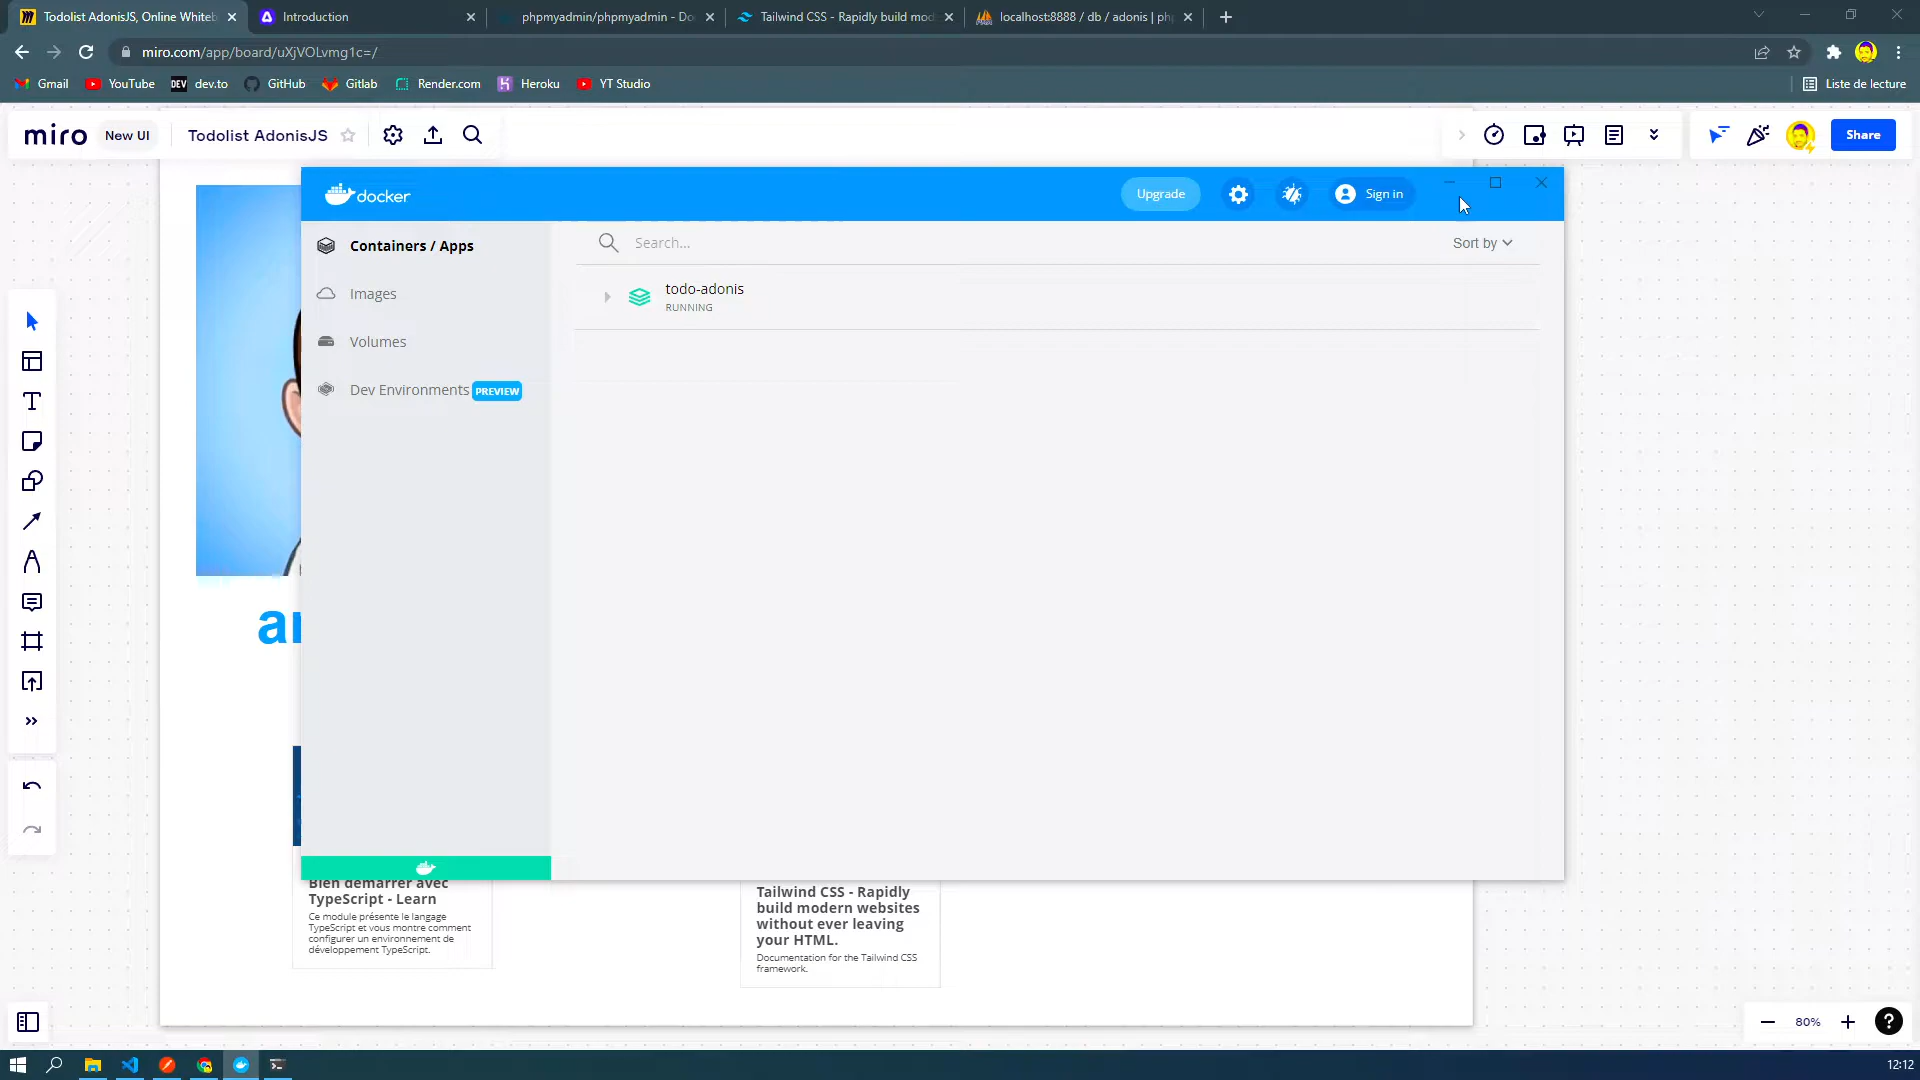 Todolist AdonisJS, Online Whiteb
Introduction
phpmyadmin/phpmyadmin - Do
Tailwind CSS - Rapidly build mod
localhost:8888 / db / adonis | ph
miro.com/app/board/uXjVOLvmg1c=/
Gmail
YouTube
DEV dev.to
GitHub
Gitlab
Render.com
Heroku
YT Studio
Liste de lecture
miro
New UI
Todolist AdonisJS
Share
docker
Upgrade
Sign in
Containers / Apps
Images
Volumes
Dev Environments PREVIEW
Search...
Sort by
todo-adonis
RUNNING
Bien démarrer avec
TypeScript - Learn
Ce module présente le langage
TypeScript et vous montre comment
configurer un environnement de
développement TypeScript.
Tailwind CSS - Rapidly
build modern websites
without ever leaving
your HTML.
Documentation for the Tailwind CSS
framework.
80%
12:12